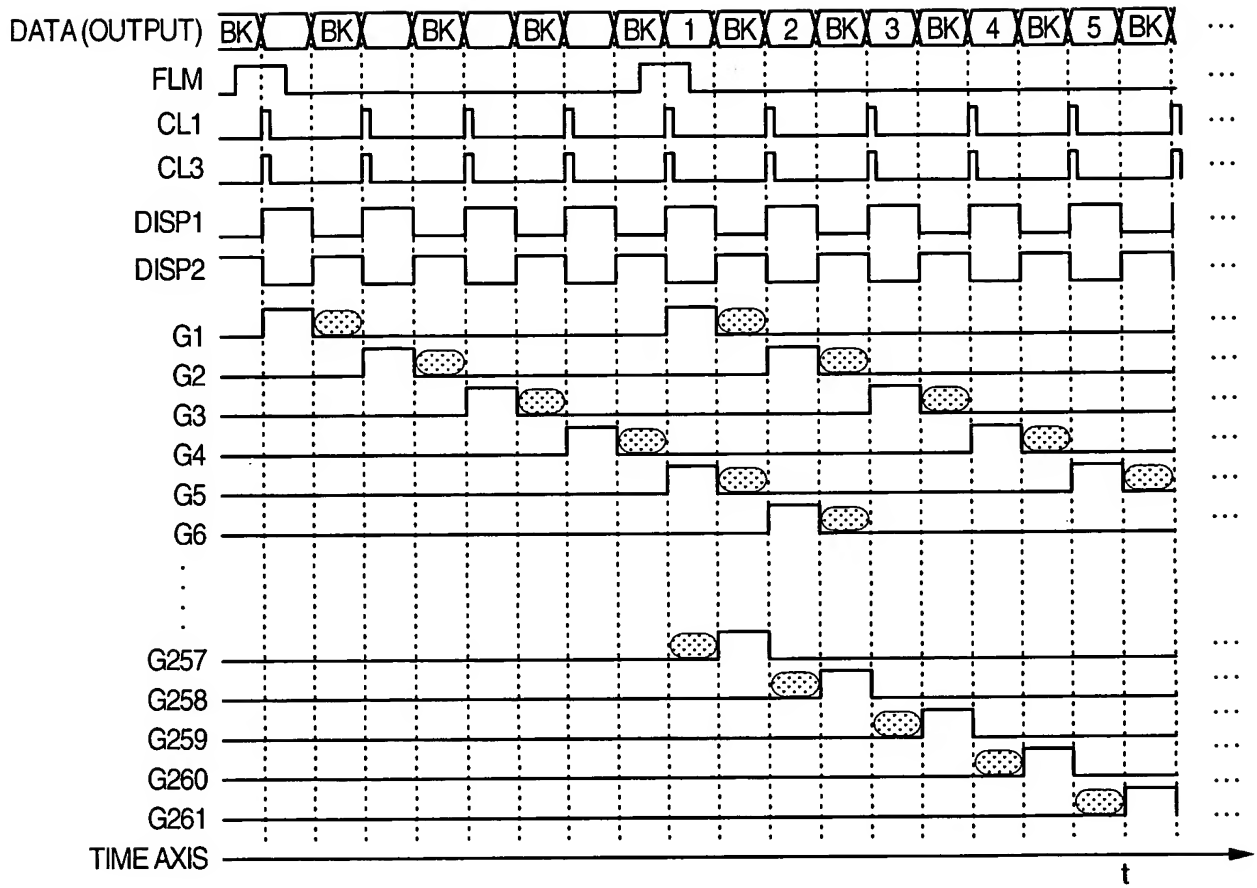 DATA (OUTPUT) BK BK BK BK BK 1 BK 2 BK 3 BK 4 BK 5 BK ...
FLM ...
CL1 ...
CL3 ...
DISP1 ...
DISP2 ...
G1 ...
G2 ...
G3 ...
G4 ...
G5 ...
G6 ...
G257 ...
G258 ...
G259 ...
G260 ...
G261 ...
TIME AXIS
t